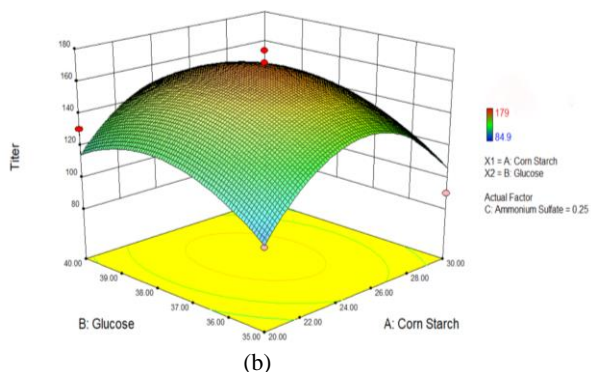 180
160
140
120
100
80
Titer
40.00
39.00
38.00
37.00
36.00
35.00
20.00
22.00
24.00
26.00
28.00
30.00
B: Glucose
A: Corn Starch
179
84.9
X1 = A: Corn Starch
X2 = B: Glucose
Actual Factor
C: Ammonium Sulfate = 0.25
(b)